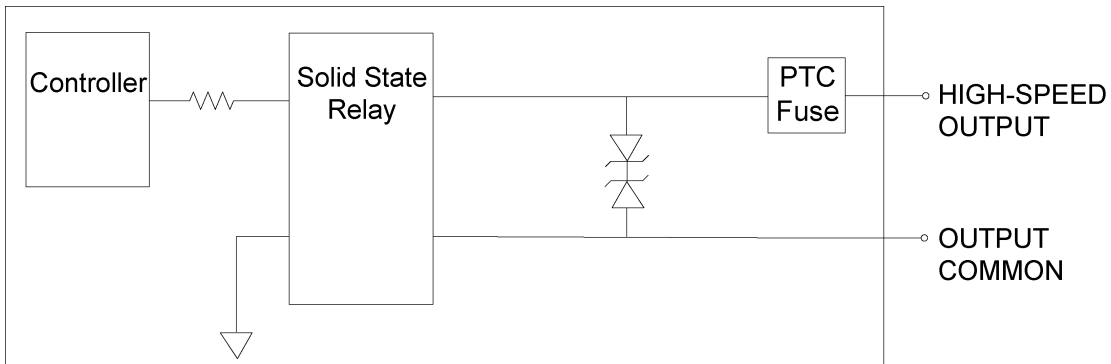 Controller
Solid State
Relay
PTC
Fuse
HIGH-SPEED
OUTPUT
OUTPUT
COMMON